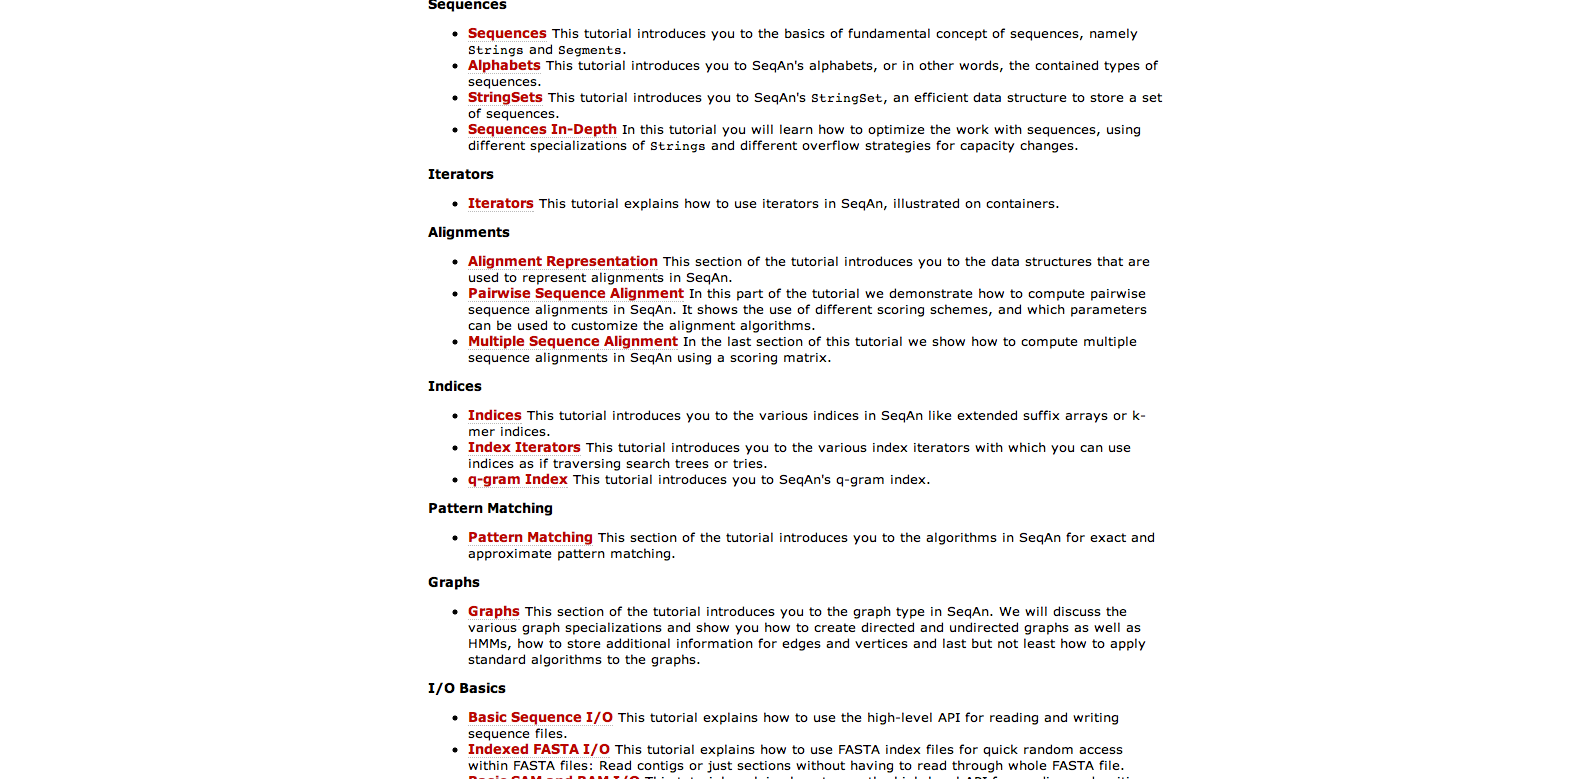 Sequences
• Sequences This tutorial introduces you to the basics of fundamental concept of sequences, namely
Strings and Segments.
• Alphabets This tutorial introduces you to SeqAn's alphabets, or in other words, the contained types of
sequences.
• StringSets This tutorial introduces you to SeqAn's StringSet, an efficient data structure to store a set
of sequences.
• Sequences In-Depth In this tutorial you will learn how to optimize the work with sequences, using
different specializations of Strings and different overflow strategies for capacity changes.
Iterators
• Iterators This tutorial explains how to use iterators in SeqAn, illustrated on containers.
Alignments
• Alignment Representation This section of the tutorial introduces you to the data structures that are
used to represent alignments in SeqAn.
• Pairwise Sequence Alignment In this part of the tutorial we demonstrate how to compute pairwise
sequence alignments in SeqAn. It shows the use of different scoring schemes, and which parameters
can be used to customize the alignment algorithms.
• Multiple Sequence Alignment In the last section of this tutorial we show how to compute multiple
sequence alignments in SeqAn using a scoring matrix.
Indices
• Indices This tutorial introduces you to the various indices in SeqAn like extended suffix arrays or k-
mer indices.
• Index Iterators This tutorial introduces you to the various index iterators with which you can use
indices as if traversing search trees or tries.
• q-gram Index This tutorial introduces you to SeqAn's q-gram index.
Pattern Matching
• Pattern Matching This section of the tutorial introduces you to the algorithms in SeqAn for exact and
approximate pattern matching.
Graphs
• Graphs This section of the tutorial introduces you to the graph type in SeqAn. We will discuss the
various graph specializations and show you how to create directed and undirected graphs as well as
HMMs, how to store additional information for edges and vertices and last but not least how to apply
standard algorithms to the graphs.
I/O Basics
• Basic Sequence I/O This tutorial explains how to use the high-level API for reading and writing
sequence files.
• Indexed FASTA I/O This tutorial explains how to use FASTA index files for quick random access
within FASTA files: Read contigs or just sections without having to read through whole FASTA file.